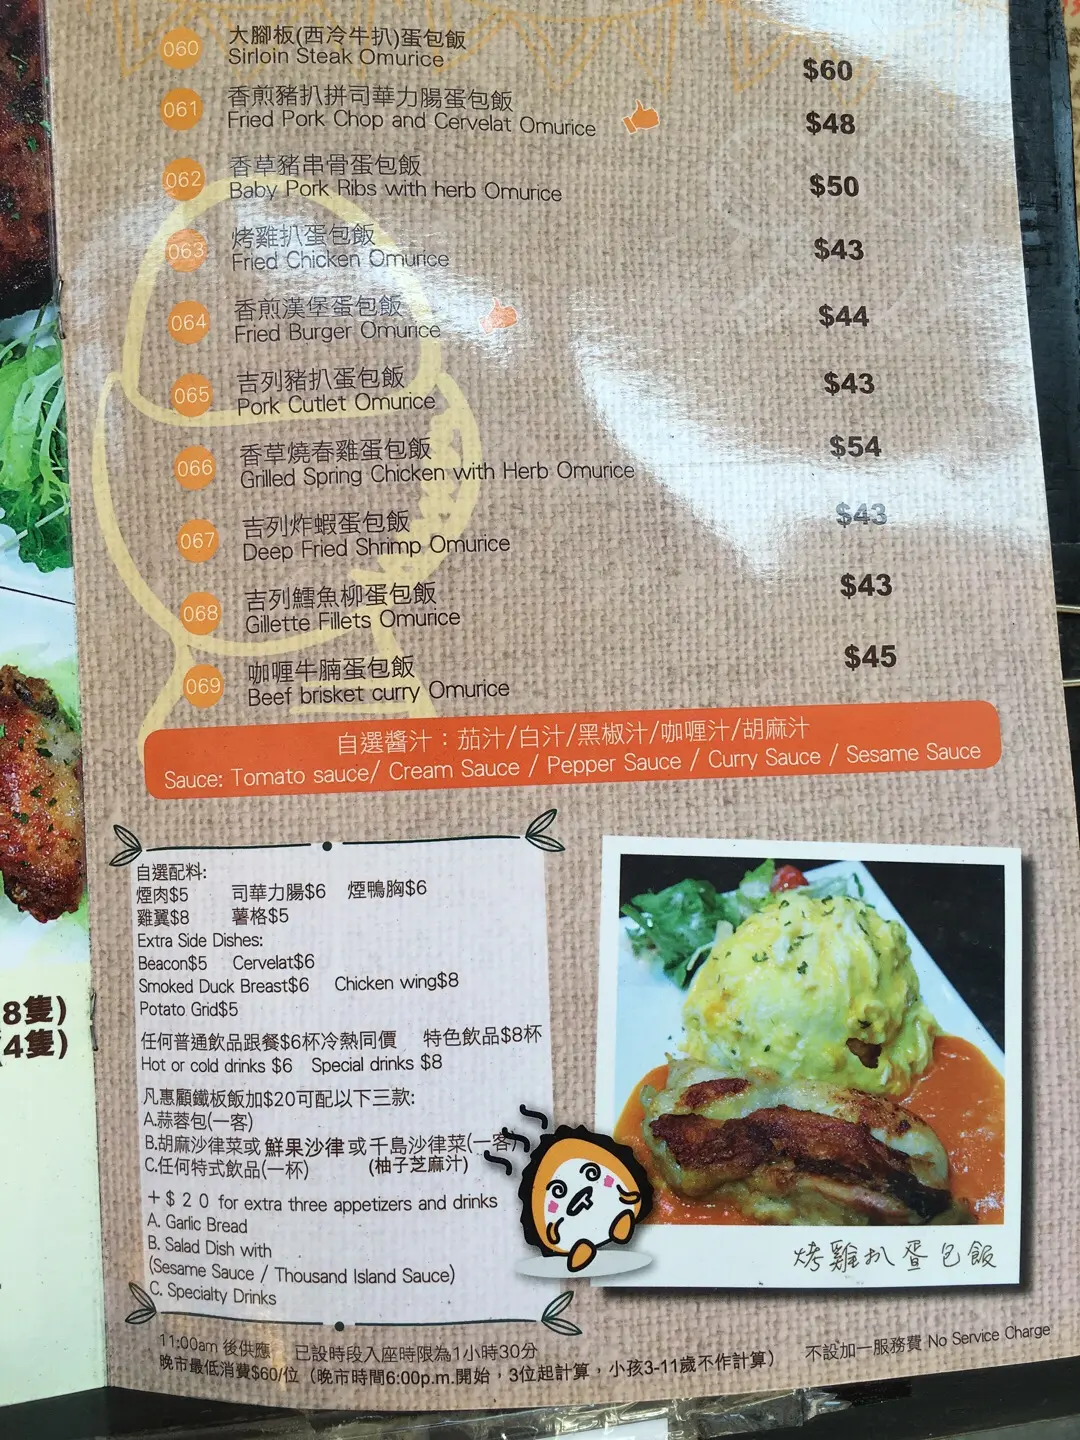 060 大腳板(西冷牛扒)蛋包飯
Sirloin Steak Omurice $60
061 香煎豬扒拼司華力腸蛋包飯
Fried Pork Chop and Cervelat Omurice $48
062 香草豬串骨蛋包飯
Baby Pork Ribs with herb Omurice $50
063 烤雞扒蛋包飯
Fried Chicken Omurice $43
064 香煎漢堡蛋包飯
Fried Burger Omurice $44
065 吉列豬扒蛋包飯
Pork Cutlet Omurice $43
066 香草燒春雞蛋包飯
Grilled Spring Chicken with Herb Omurice $54
067 吉列炸蝦蛋包飯
Deep Fried Shrimp Omurice $43
068 吉列鱈魚柳蛋包飯
Gillette Fillets Omurice $43
069 咖喱牛腩蛋包飯
Beef brisket curry Omurice $45
自選醬汁：茄汁/白汁/黑椒汁/咖喱汁/胡麻汁
Sauce: Tomato sauce/ Cream Sauce / Pepper Sauce / Curry Sauce / Sesame Sauce
自選配料:
煙肉$5 司華力腸$6 煙鴨胸$6
雞翼$8 薯格$5
Extra Side Dishes:
Beacon$5 Cervelat$6
Smoked Duck Breast$6 Chicken wing$8
Potato Grid$5
任何普通飲品跟餐$6杯冷熱同價 特色飲品$8杯
Hot or cold drinks $6 Special drinks $8
凡惠顧鐵板飯加$20可配以下三款:
A.蒜蓉包(一客)
B.胡麻沙律菜或鮮果沙律或千島沙律菜(一客)
C.任何特式飲品(一杯) (柚子芝麻汁)
+$20 for extra three appetizers and drinks
A. Garlic Bread
B. Salad Dish with
(Sesame Sauce / Thousand Island Sauce)
C. Specialty Drinks
烤雞扒蛋包飯
11:00am 後供應 已設時段入座時限為1小時30分
晚市最低消費$60/位（晚市時間6:00p.m.開始，3位起計算，小孩3-11歲不作計算） 不設加一服務費 No Service Charge
8隻)
(4隻)